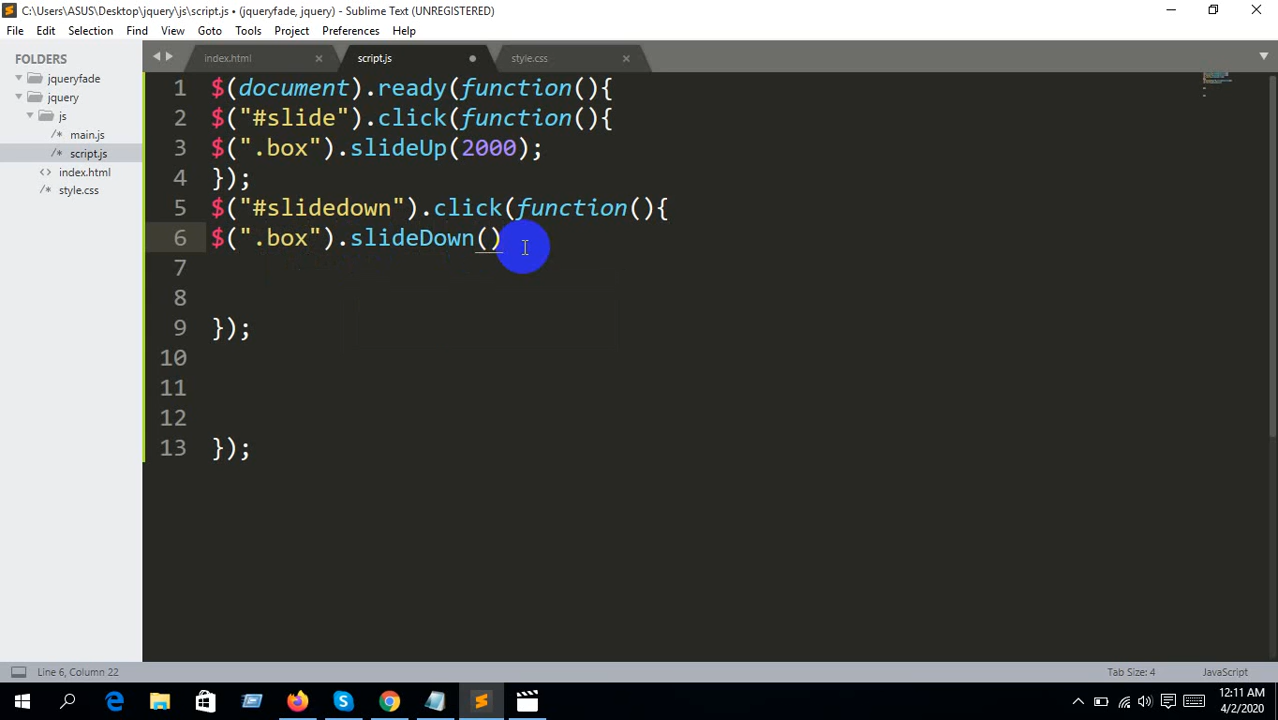 C:\Users\ASUS\Desktop\jquery\js\script.js • (jqueryfade, jquery) - Sublime Text (UNREGISTERED)
File Edit Selection Find View Goto Tools Project Preferences Help
FOLDERS
jqueryfade
jquery
js
/* main.js
/* script.js
<> index.html
/* style.css
index.html script.js style.css
1 $(document).ready(function(){
2 $("#slide").click(function(){
3 $(".box").slideUp(2000);
4 });
5 $("#slidedown").click(function(){
6 $(".box").slideDown()
7
8
9 });
10
11
12
13 });
Line 6, Column 22 Tab Size: 4 JavaScript
12:11 AM
4/2/2020